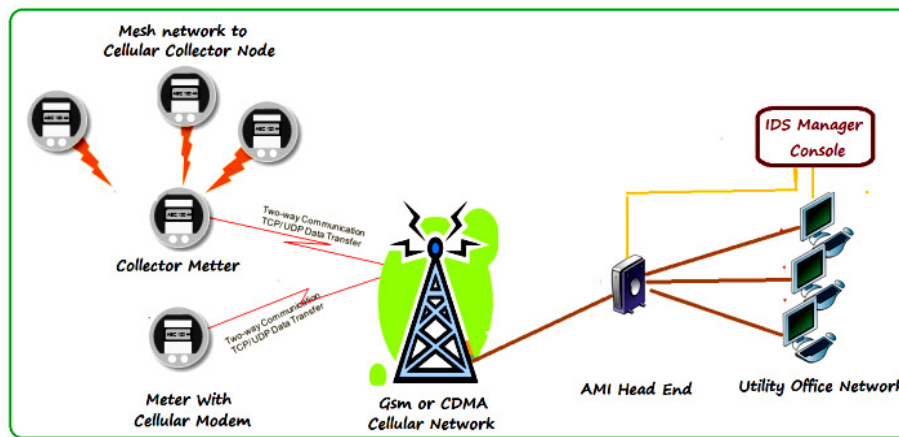 Mesh network to
Cellular Collector Node
IDS Manager
Console
Two-way Communication
TCP/UDP Data Transfer
Collector Metter
Two-way Communication
TCP/UDP Data Transfer
Meter With
Cellular Modem
Gsm or CDMA
Cellular Network
AMI Head End
Utility Office Network